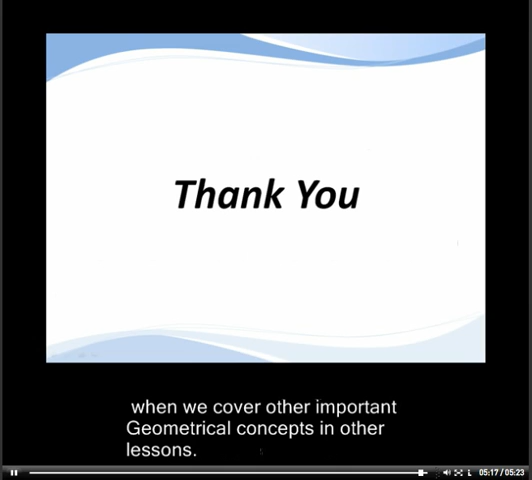 Thank You
when we cover other important
Geometrical concepts in other
lessons.
05:17 / 05:23